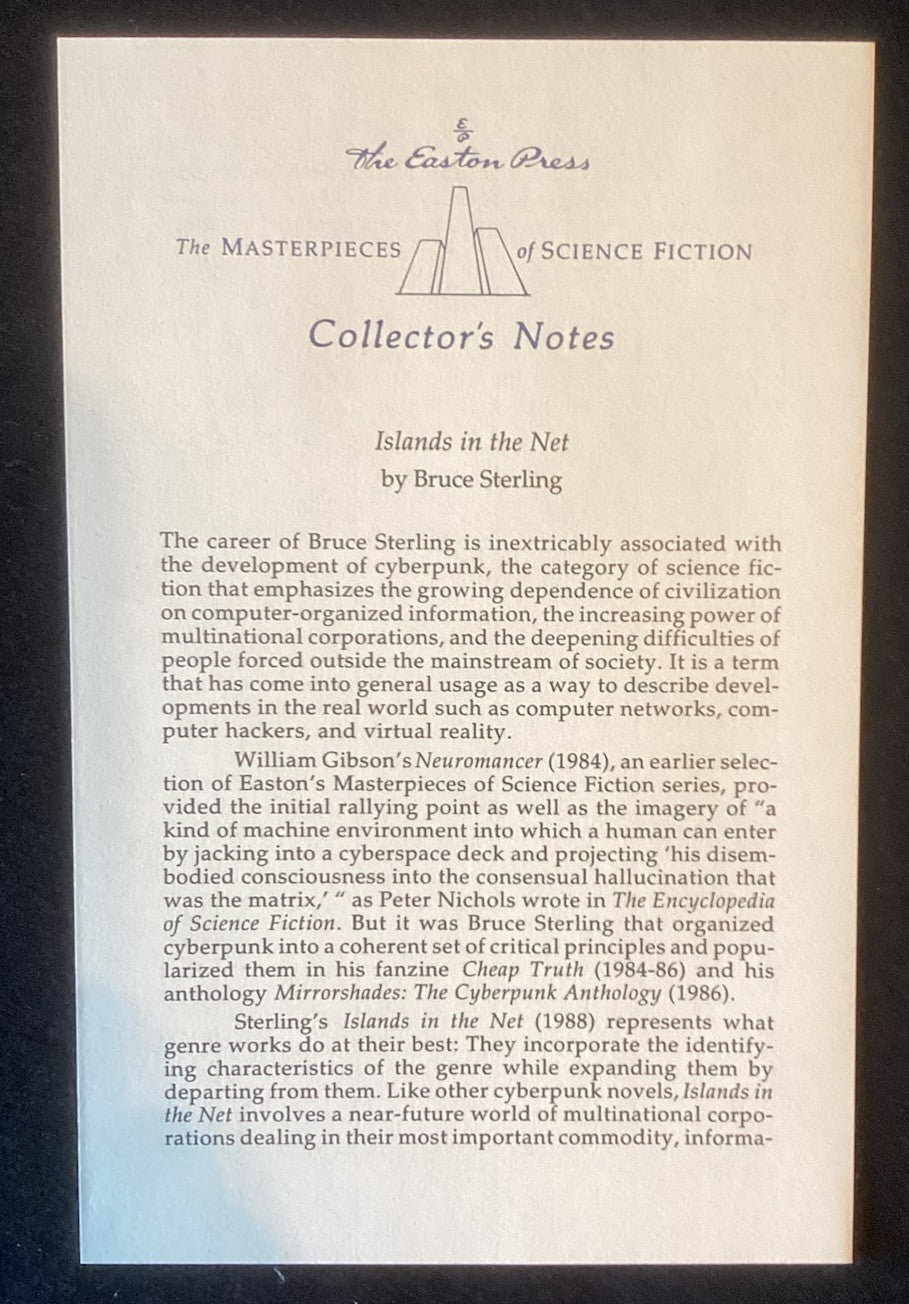 E
P
The Easton Press
The MASTERPIECES of SCIENCE FICTION
Collector's Notes
Islands in the Net
by Bruce Sterling
The career of Bruce Sterling is inextricably associated with
the development of cyberpunk, the category of science fic-
tion that emphasizes the growing dependence of civilization
on computer-organized information, the increasing power of
multinational corporations, and the deepening difficulties of
people forced outside the mainstream of society. It is a term
that has come into general usage as a way to describe devel-
opments in the real world such as computer networks, com-
puter hackers, and virtual reality.
William Gibson's Neuromancer (1984), an earlier selec-
tion of Easton's Masterpieces of Science Fiction series, pro-
vided the initial rallying point as well as the imagery of "a
kind of machine environment into which a human can enter
by jacking into a cyberspace deck and projecting 'his disem-
bodied consciousness into the consensual hallucination that
was the matrix,' " as Peter Nichols wrote in The Encyclopedia
of Science Fiction. But it was Bruce Sterling that organized
cyberpunk into a coherent set of critical principles and popu-
larized them in his fanzine Cheap Truth (1984-86) and his
anthology Mirrorshades: The Cyberpunk Anthology (1986).
Sterling's Islands in the Net (1988) represents what
genre works do at their best: They incorporate the identify-
ing characteristics of the genre while expanding them by
departing from them. Like other cyberpunk novels, Islands in
the Net involves a near-future world of multinational corpo-
rations dealing in their most important commodity, informa-